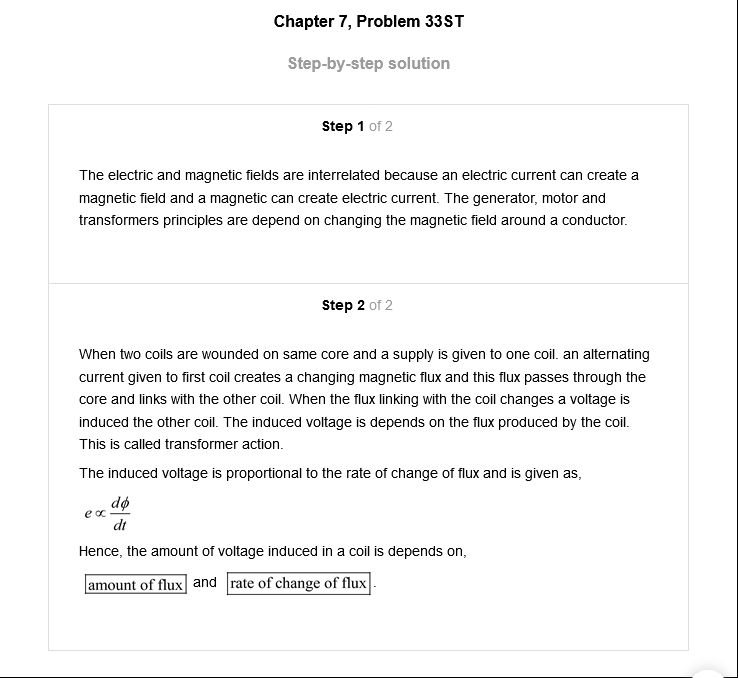 Chapter 7, Problem 33ST
Step-by-step solution
Step 1 of 2
The electric and magnetic fields are interrelated because an electric current can create a
magnetic field and a magnetic can create electric current. The generator, motor and
transformers principles are depend on changing the magnetic field around a conductor.
Step 2 of 2
When two coils are wounded on same core and a supply is given to one coil. an alternating
current given to first coil creates a changing magnetic flux and this flux passes through the
core and links with the other coil. When the flux linking with the coil changes a voltage is
induced the other coil. The induced voltage is depends on the flux produced by the coil.
This is called transformer action.
The induced voltage is proportional to the rate of change of flux and is given as,
e ∝ dϕ/dt
Hence, the amount of voltage induced in a coil is depends on,
amount of flux and rate of change of flux.